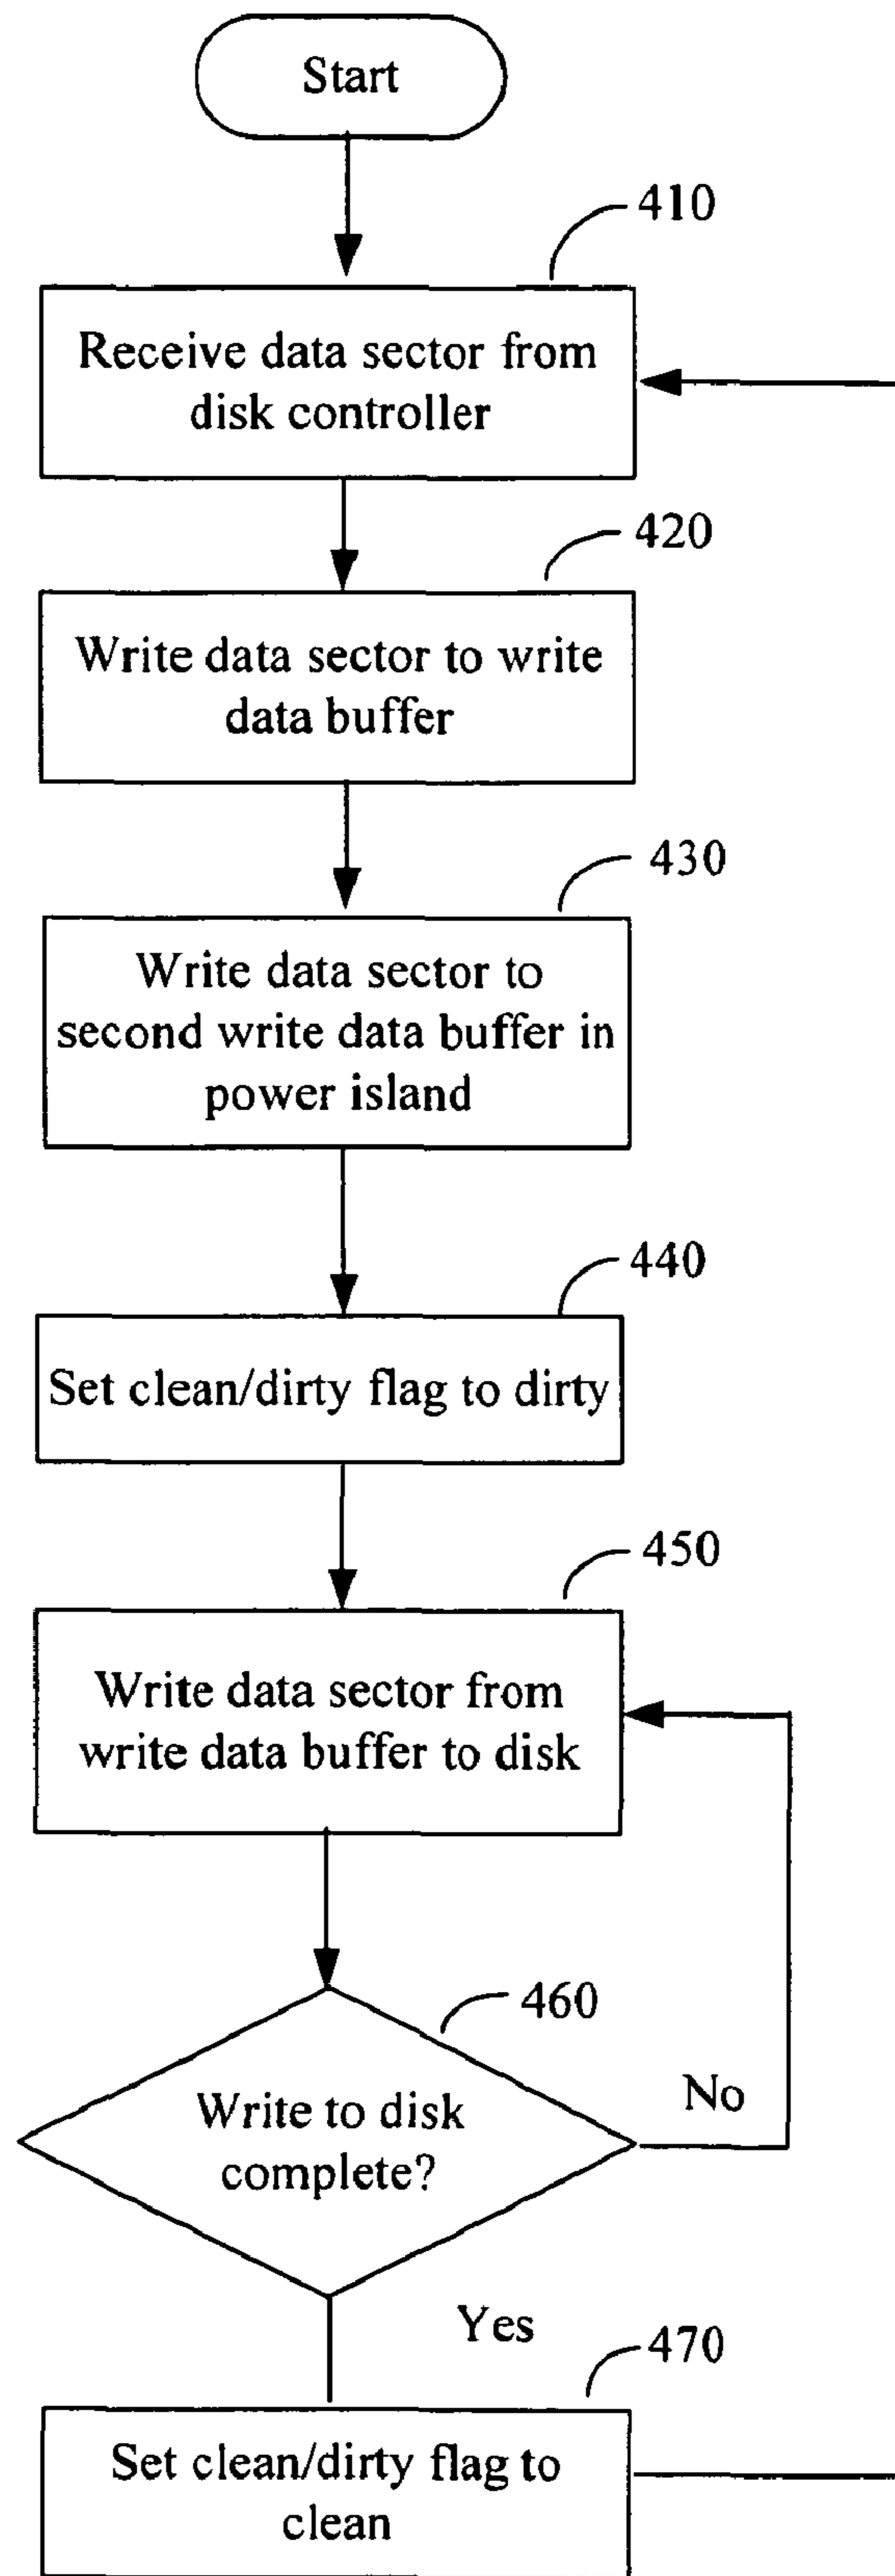 Start
410
Receive data sector from
disk controller
420
Write data sector to write
data buffer
430
Write data sector to
second write data buffer in
power island
440
Set clean/dirty flag to dirty
450
Write data sector from
write data buffer to disk
460
Write to disk
complete?
No
Yes
470
Set clean/dirty flag to
clean